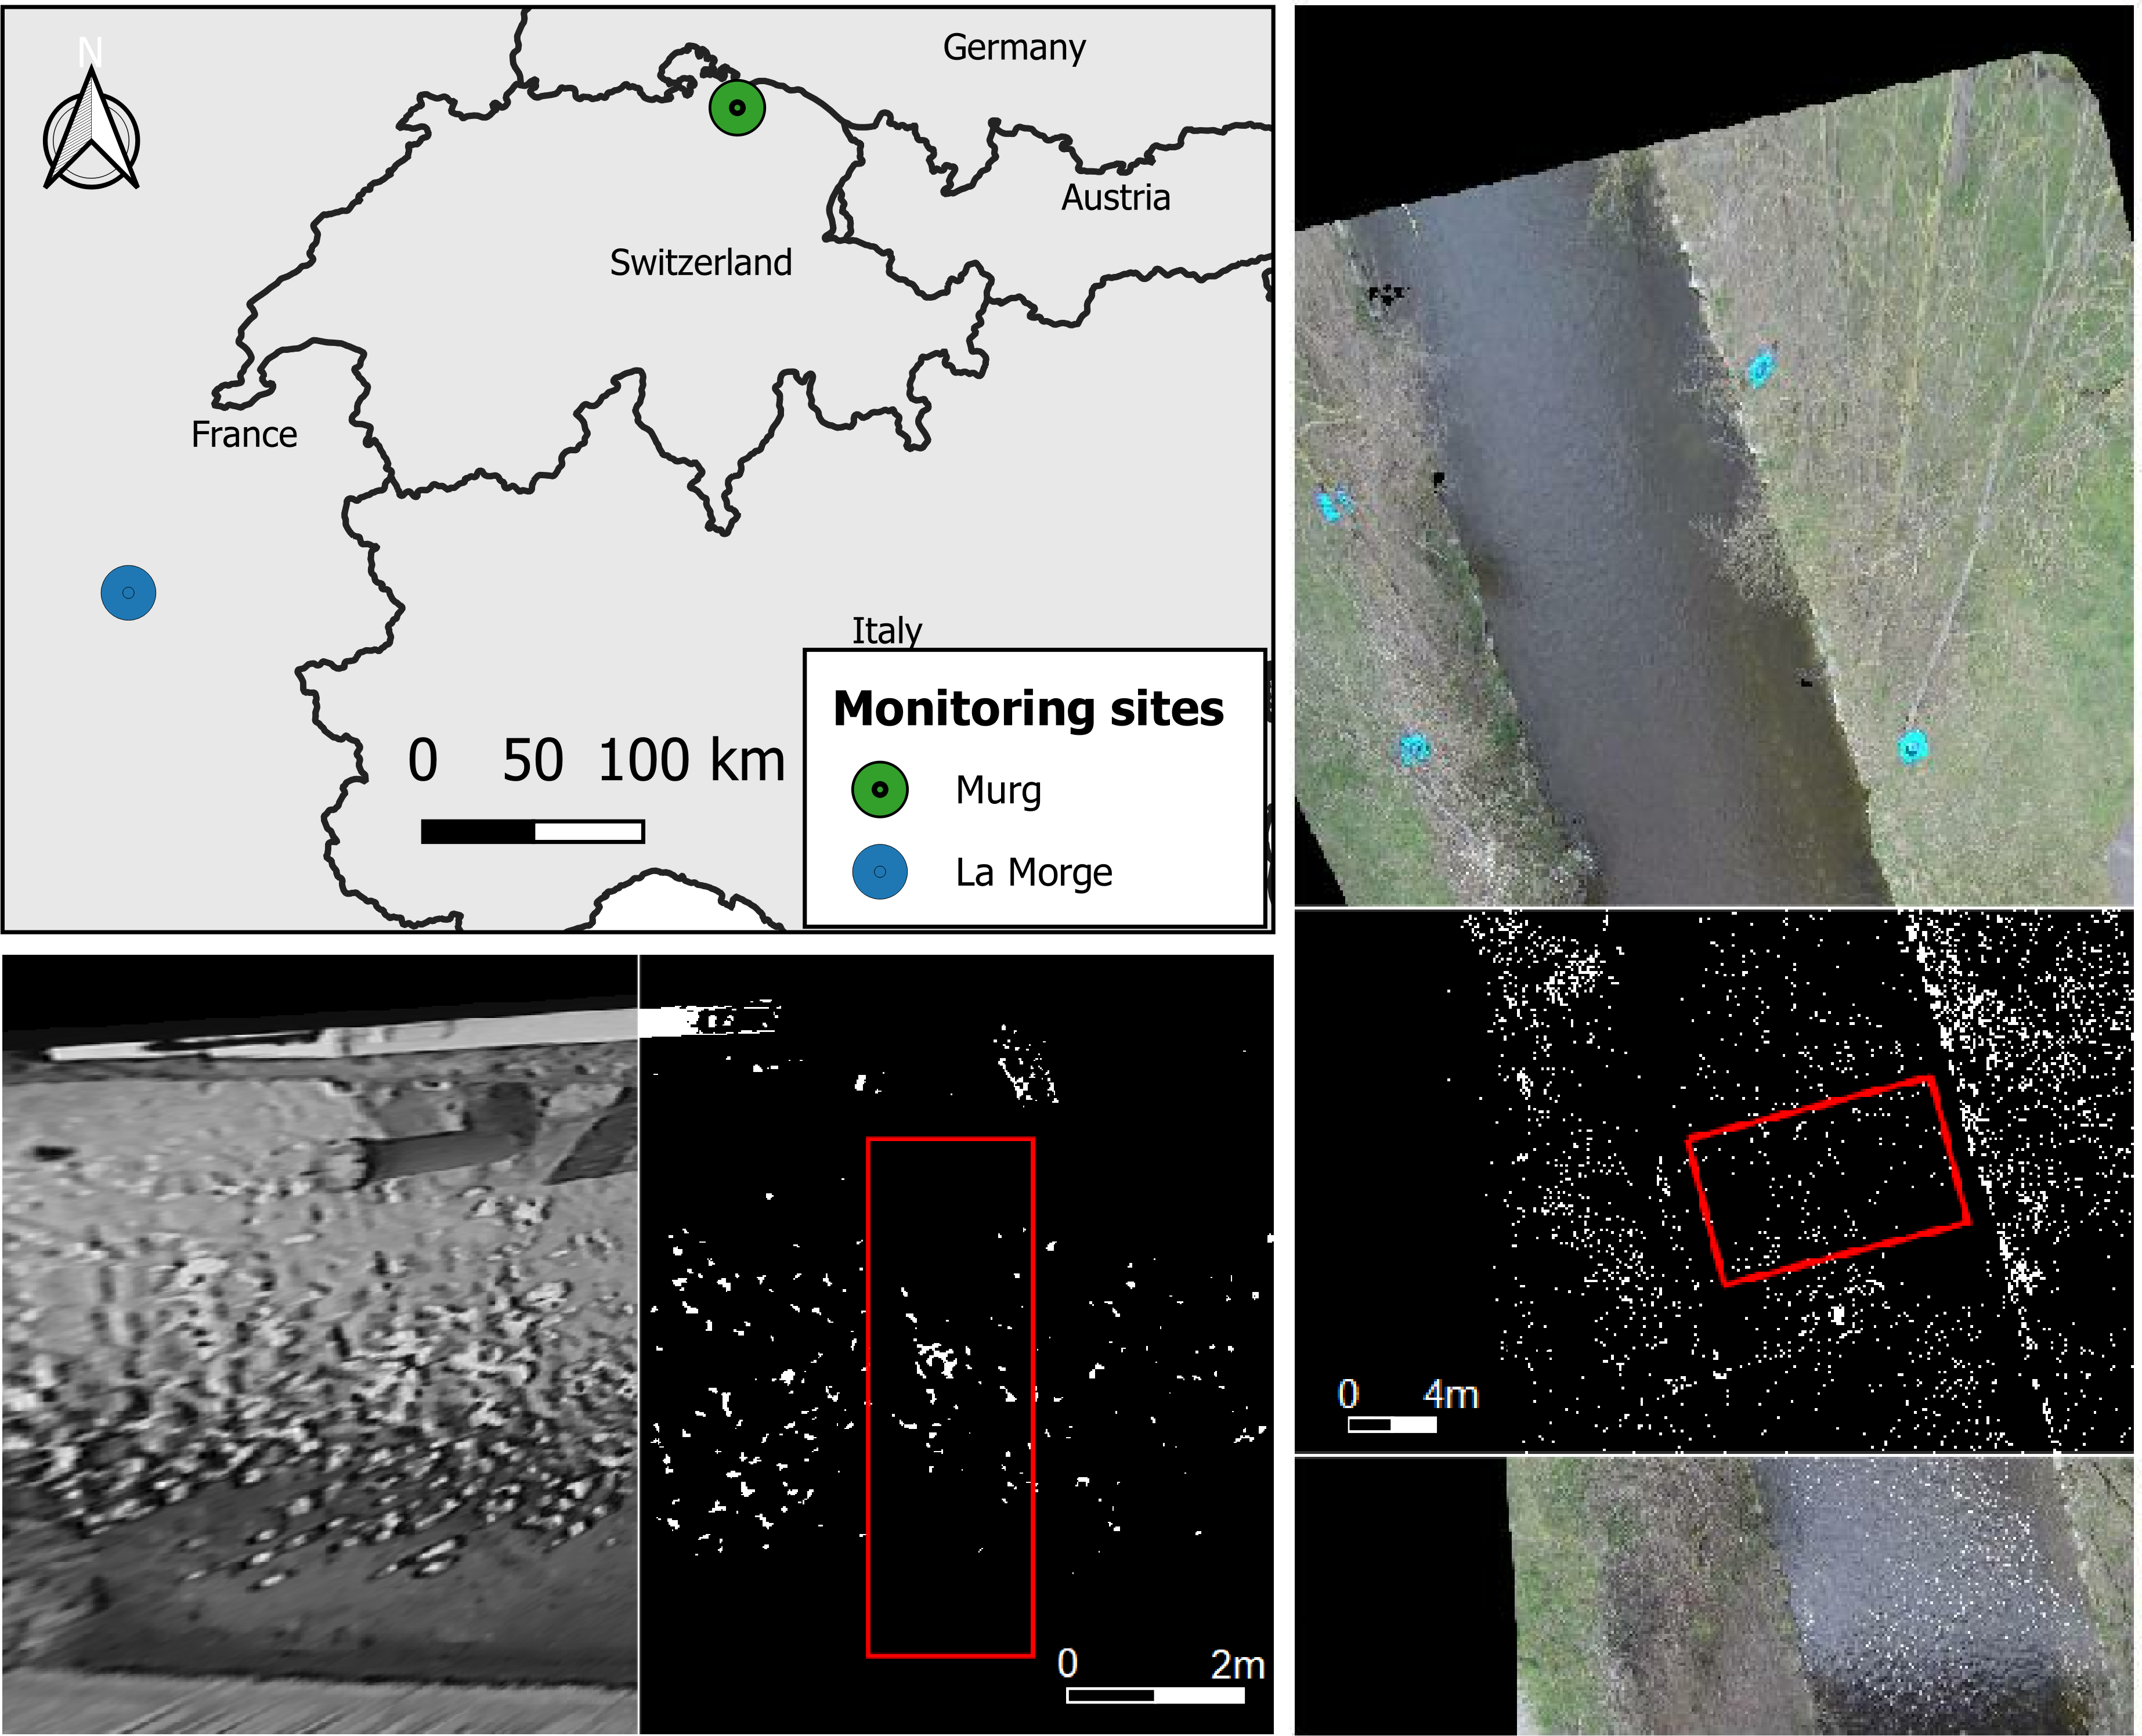 N
Germany
Austria
Switzerland
France
Italy
0 50 100 km
Monitoring sites
Murg
La Morge
0 4m
0 2m